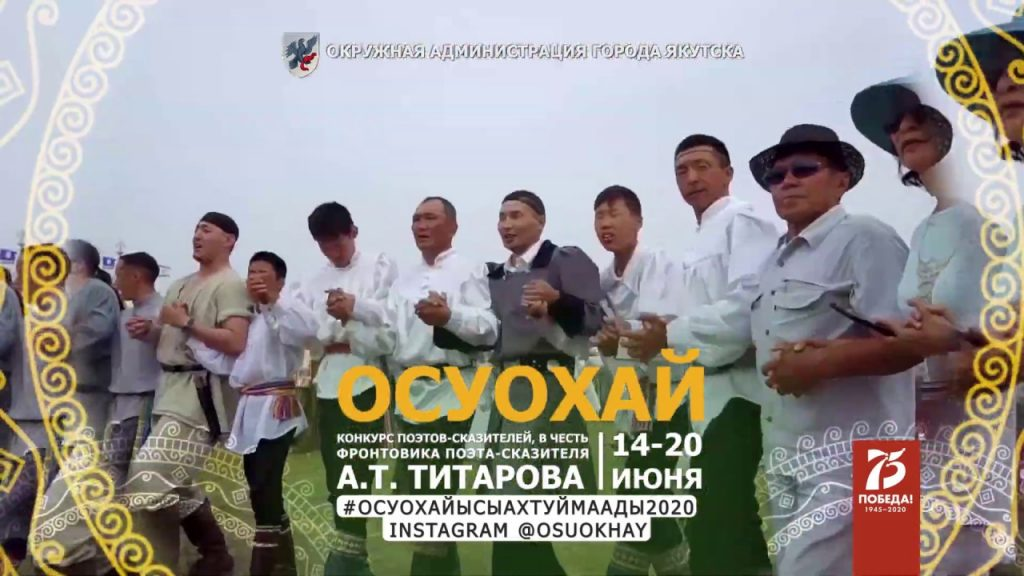 ОКРУЖНАЯ АДМИНИСТРАЦИЯ ГОРОДА ЯКУТСКА
ОСУОХАЙ
КОНКУРС ПОЭТОВ-СКАЗИТЕЛЕЙ, В ЧЕСТЬ
ФРОНТОВИКА ПОЭТА-СКАЗИТЕЛЯ
А.Т. ТИТАРОВА
14-20
ИЮНЯ
#ОСУОХАЙЫСЫАХТУЙМААДЫ2020
INSTAGRAM @OSUOKHAY
75
ПОБЕДА!
1945–2020